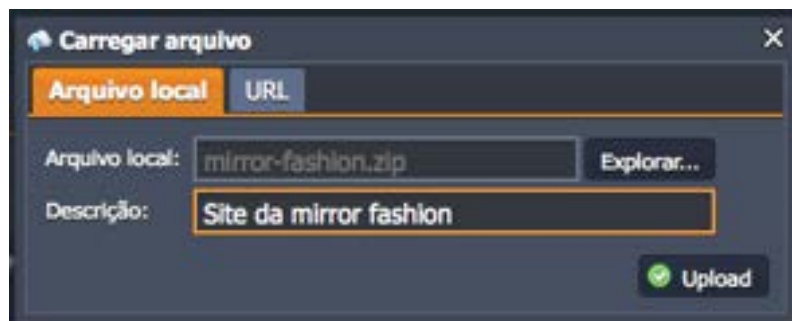 Carregar arquivo
Arquivo local URL
Arquivo local: mirror-fashion.zip Explorar...
Descrição: Site da mirror fashion
Upload